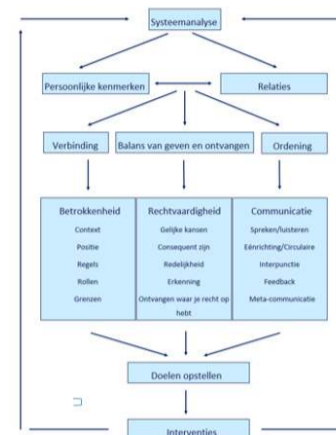 Systeemanalyse
Persoonlijke kenmerken
Relaties
Verbinding
Balans van geven en ontvangen
Ordening
Betrokkenheid
Context
Positie
Regels
Rollen
Grenzen
Rechtvaardigheid
Gelijke kansen
Consequent zijn
Redelijkheid
Erkenning
Ontvangen waar je recht op
hebt
Communicatie
Spreken/luisteren
Eénrichting/Circulaire
Interpunctie
Feedback
Meta-communicatie
Doelen opstellen
Interventies